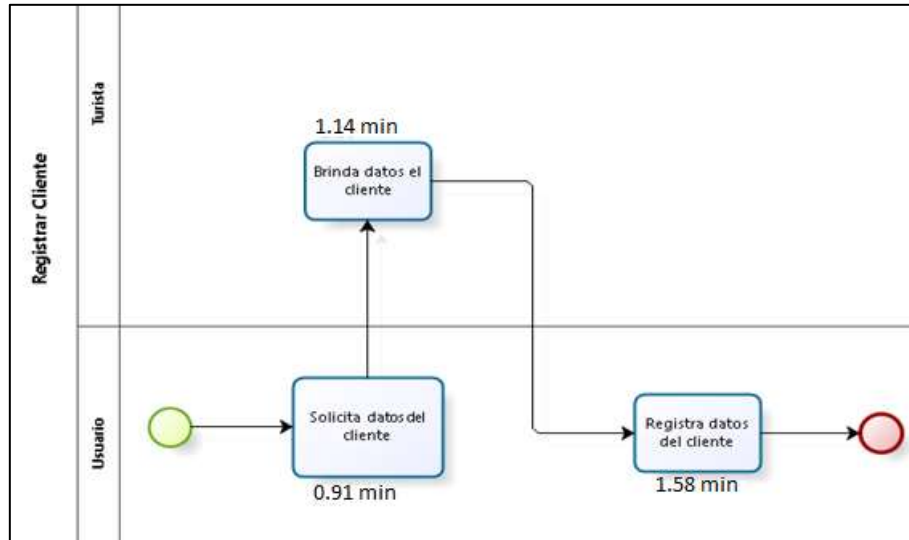 Registrar Cliente
Turista
1.14 min
Brinda datos el
cliente
Usuario
Solicita datos del
cliente
0.91 min
Registra datos
del cliente
1.58 min